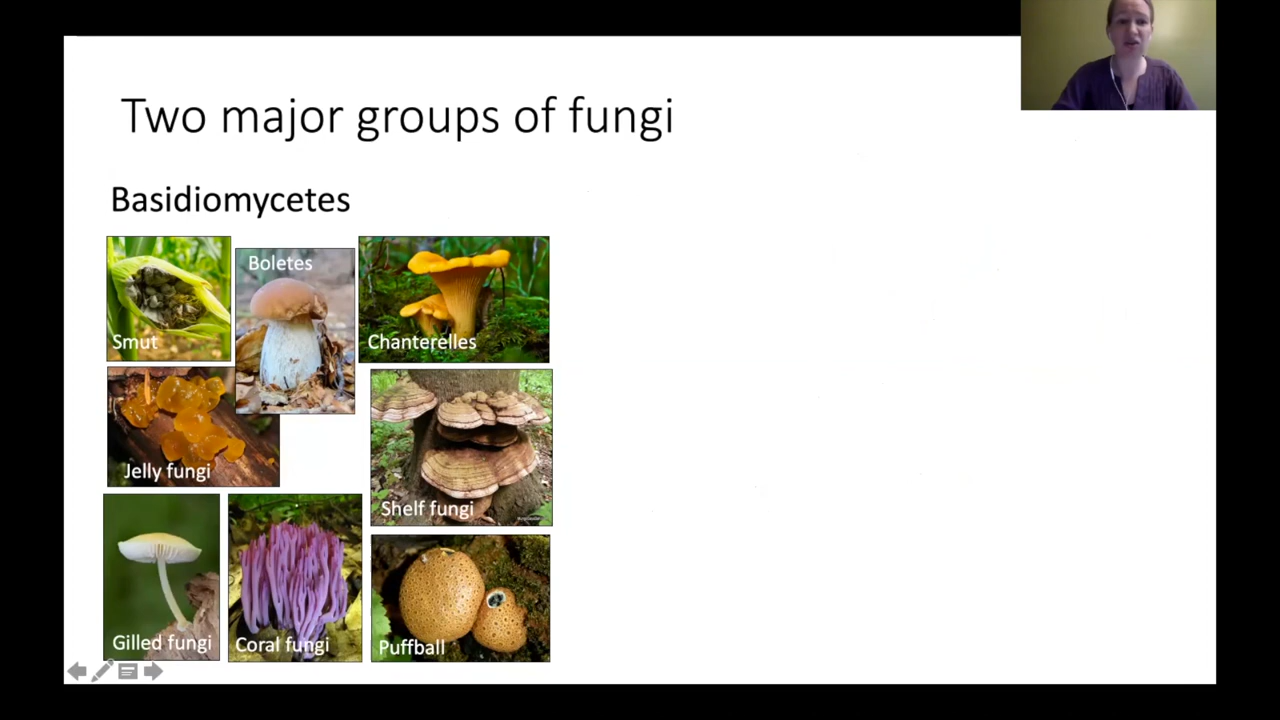 Two major groups of fungi
Basidiomycetes
Smut
Boletes
Chanterelles
Jelly fungi
Shelf fungi
Gilled fungi
Coral fungi
Puffball